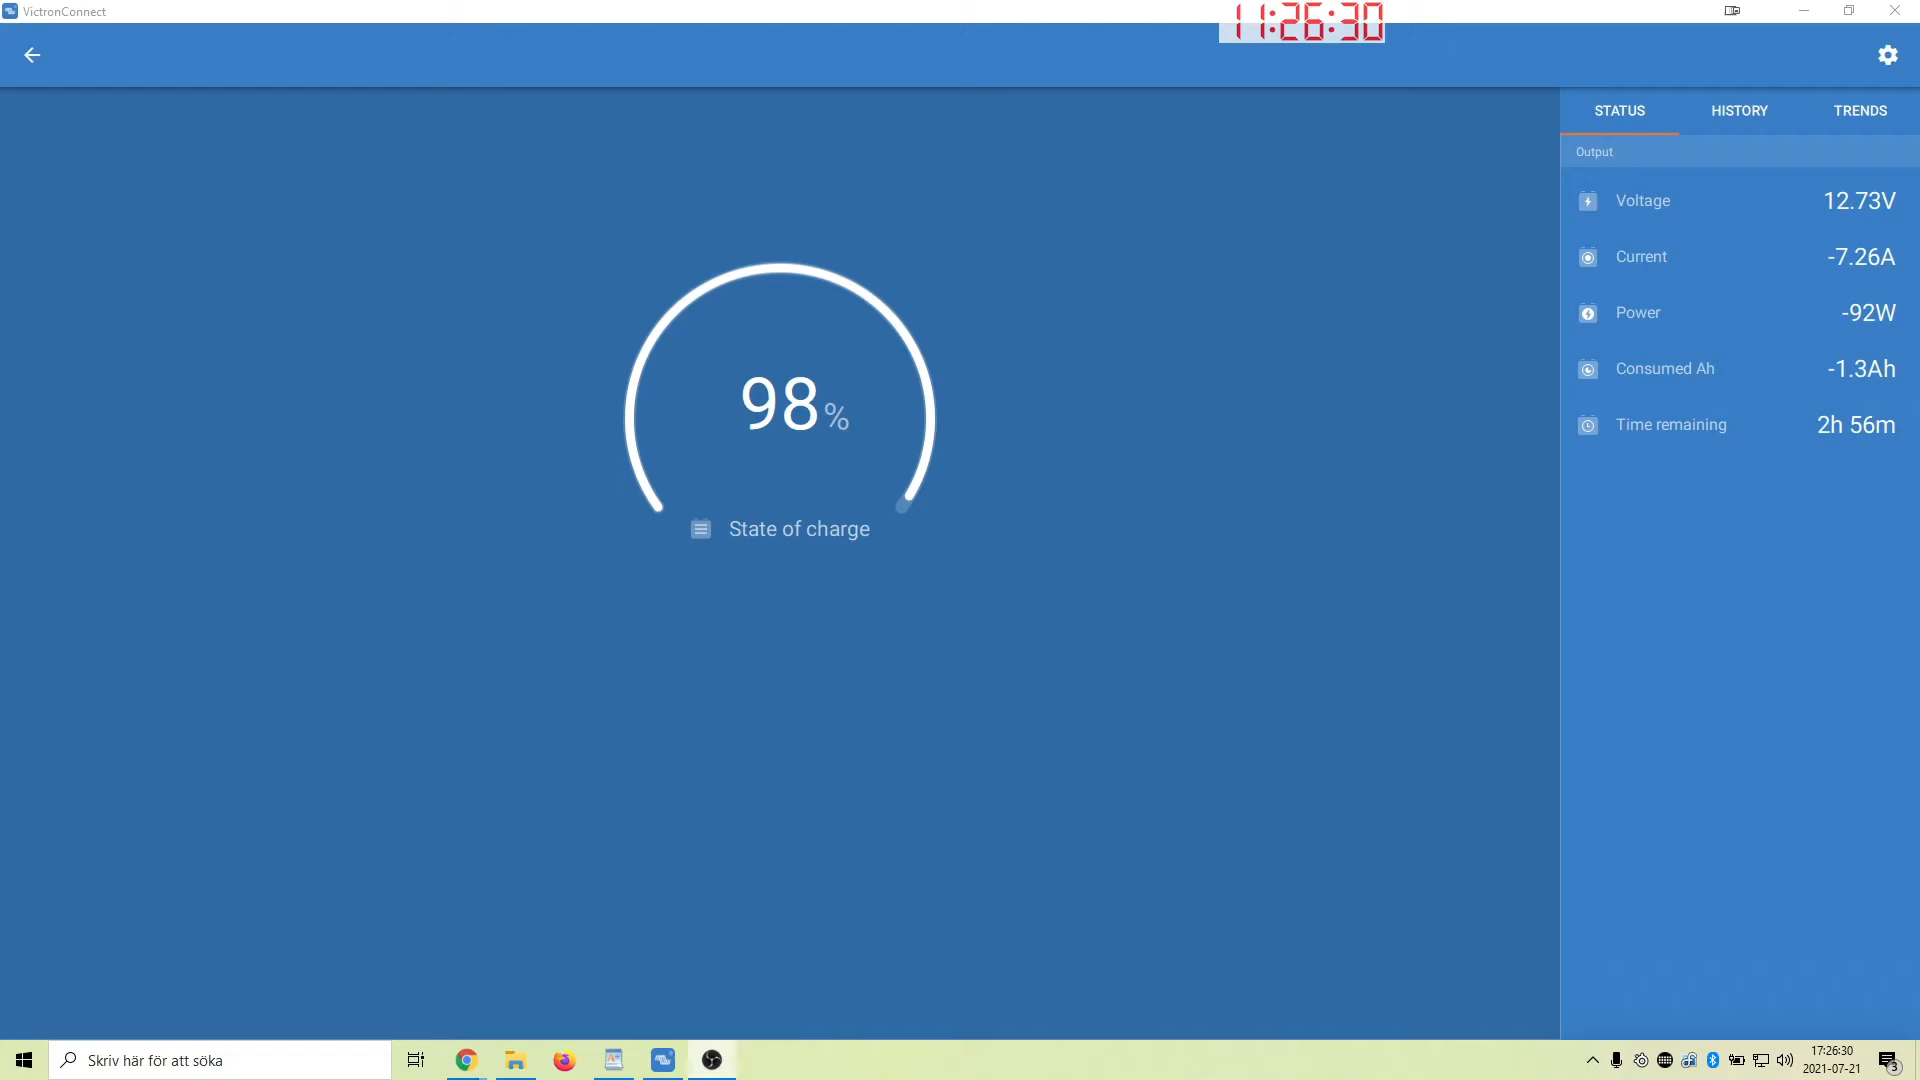 VictronConnect
11:26:30
STATUS HISTORY TRENDS
Output
Voltage 12.73V
Current -7.26A
Power -92W
Consumed Ah -1.3Ah
Time remaining 2h 56m
98%
State of charge
Skriv här för att söka
17:26:30
2021-07-21
3